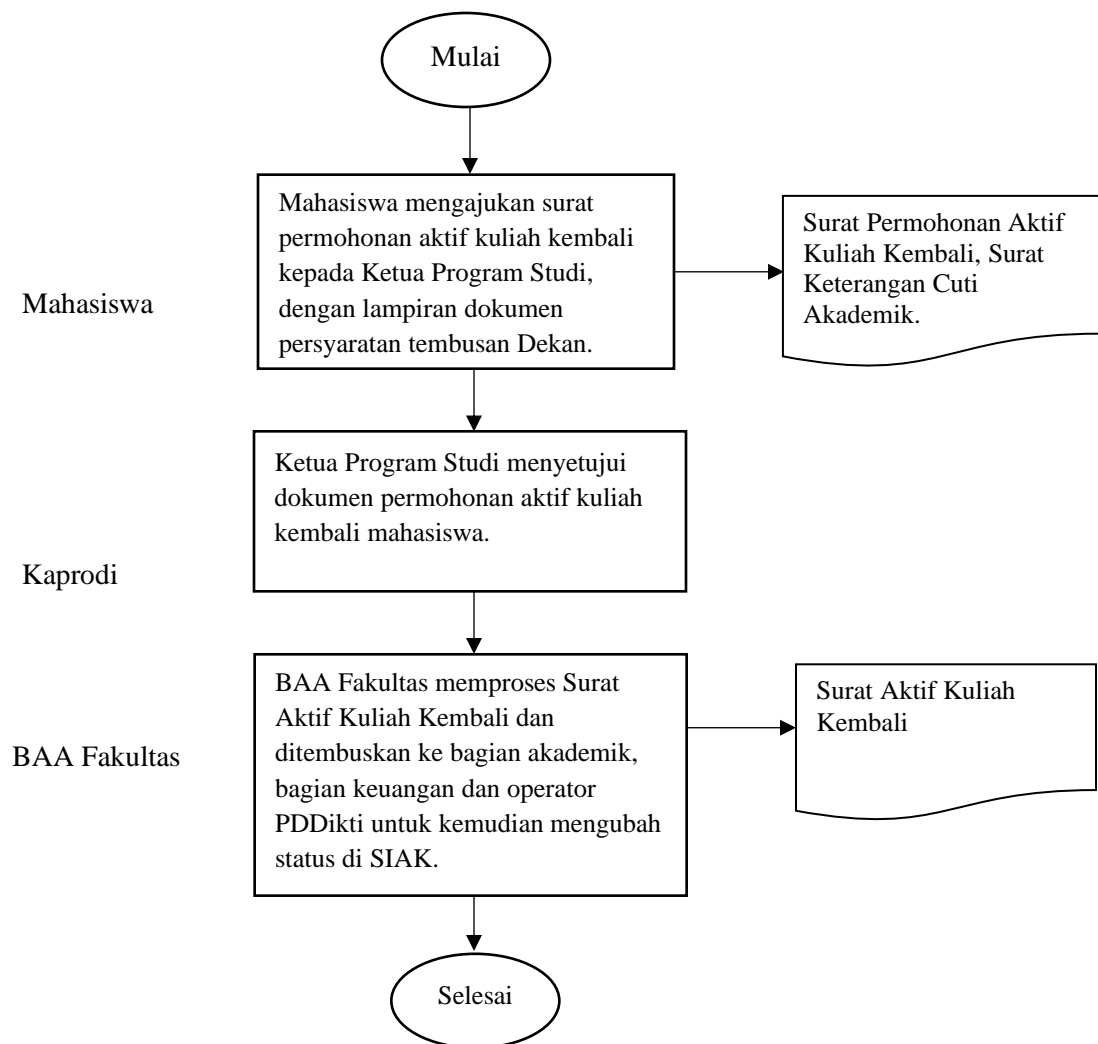 Mulai
Mahasiswa
Mahasiswa mengajukan surat
permohonan aktif kuliah kembali
kepada Ketua Program Studi,
dengan lampiran dokumen
persyaratan tembusan Dekan.
Surat Permohonan Aktif
Kuliah Kembali, Surat
Keterangan Cuti
Akademik.
Kaprodi
Ketua Program Studi menyetujui
dokumen permohonan aktif kuliah
kembali mahasiswa.
BAA Fakultas
BAA Fakultas memproses Surat
Aktif Kuliah Kembali dan
ditembuskan ke bagian akademik,
bagian keuangan dan operator
PDDikti untuk kemudian mengubah
status di SIAK.
Surat Aktif Kuliah
Kembali
Selesai